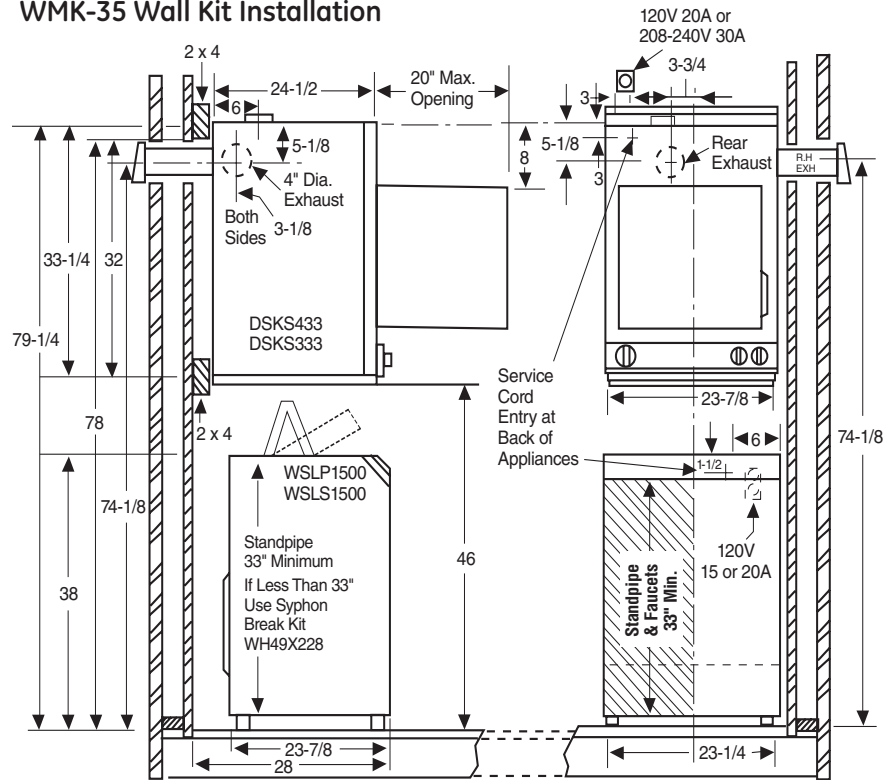 WMK-35 Wall Kit Installation
120V 20A or
208-240V 30A
2 x 4
24-1/2
20" Max.
Opening
3-3/4
6
3
5-1/8
8
5-1/8
3
Rear
Exhaust
R.H
EXH
4" Dia.
Exhaust
Both
Sides
3-1/8
33-1/4
32
79-1/4
DSKS433
DSKS333
Service
Cord
Entry at
Back of
Appliances
23-7/8
78
2 x 4
74-1/8
6
1-1/2
WSLP1500
WSLS1500
74-1/8
Standpipe
33" Minimum
If Less Than 33"
Use Syphon
Break Kit
WH49X228
46
38
Standpipe
& Faucets
33" Min.
120V
15 or 20A
23-7/8
28
23-1/4